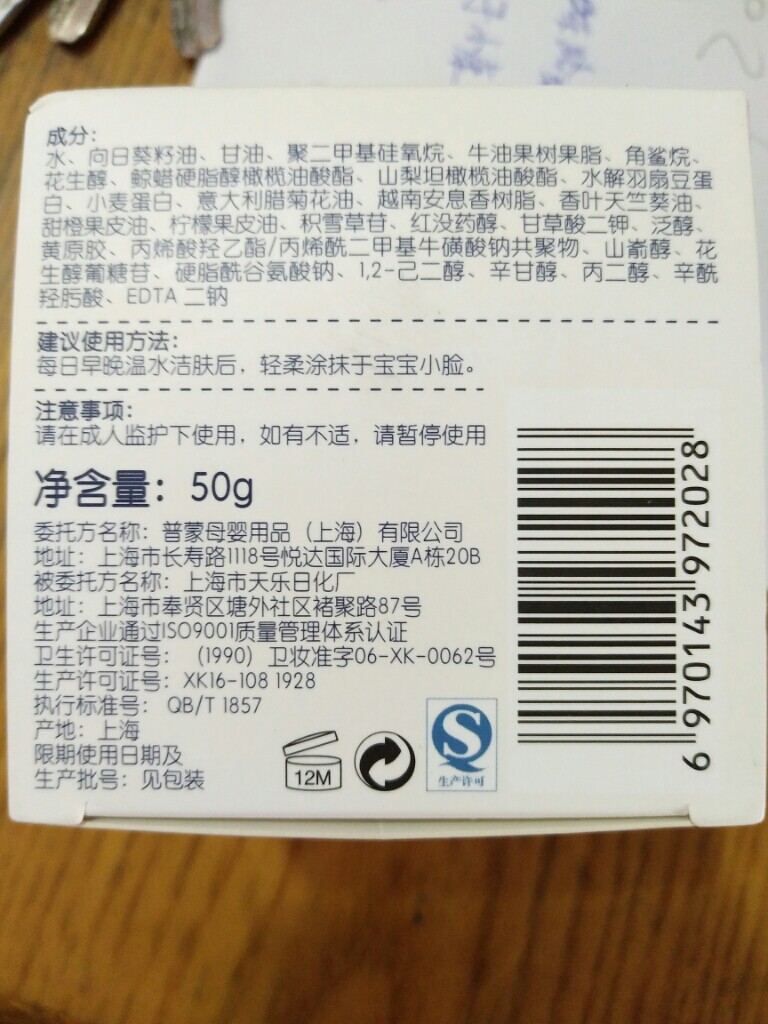 成分:
水、向日葵籽油、甘油、聚二甲基硅氧烷、牛油果树果脂、角鲨烷、
花生醇、鲸蜡硬脂醇橄榄油酸酯、山梨坦橄榄油酸酯、水解羽扇豆蛋
白、小麦蛋白、意大利腊菊花油、越南安息香树脂、香叶天竺葵油、
甜橙果皮油、柠檬果皮油、积雪草苷、红没药醇、甘草酸二钾、泛醇、
黄原胶、丙烯酸羟乙酯/丙烯酰二甲基牛磺酸钠共聚物、山嵛醇、花
生醇葡糖苷、硬脂酰谷氨酸钠、1,2-己二醇、辛甘醇、丙二醇、辛酰
羟肟酸、EDTA 二钠
建议使用方法:
每日早晚温水洁肤后，轻柔涂抹于宝宝小脸。
注意事项:
请在成人监护下使用，如有不适，请暂停使用
净含量: 50g
委托方名称: 普蒙母婴用品（上海）有限公司
地址: 上海市长寿路1118号悦达国际大厦A栋20B
被委托方名称: 上海市天乐日化厂
地址: 上海市奉贤区塘外社区褚聚路87号
生产企业通过ISO9001质量管理体系认证
卫生许可证号: （1990）卫妆准字06-XK-0062号
生产许可证号: XK16-108 1928
执行标准号: QB/T 1857
产地: 上海
限期使用日期及
生产批号: 见包装
12M
生产许可
6 970143 972028